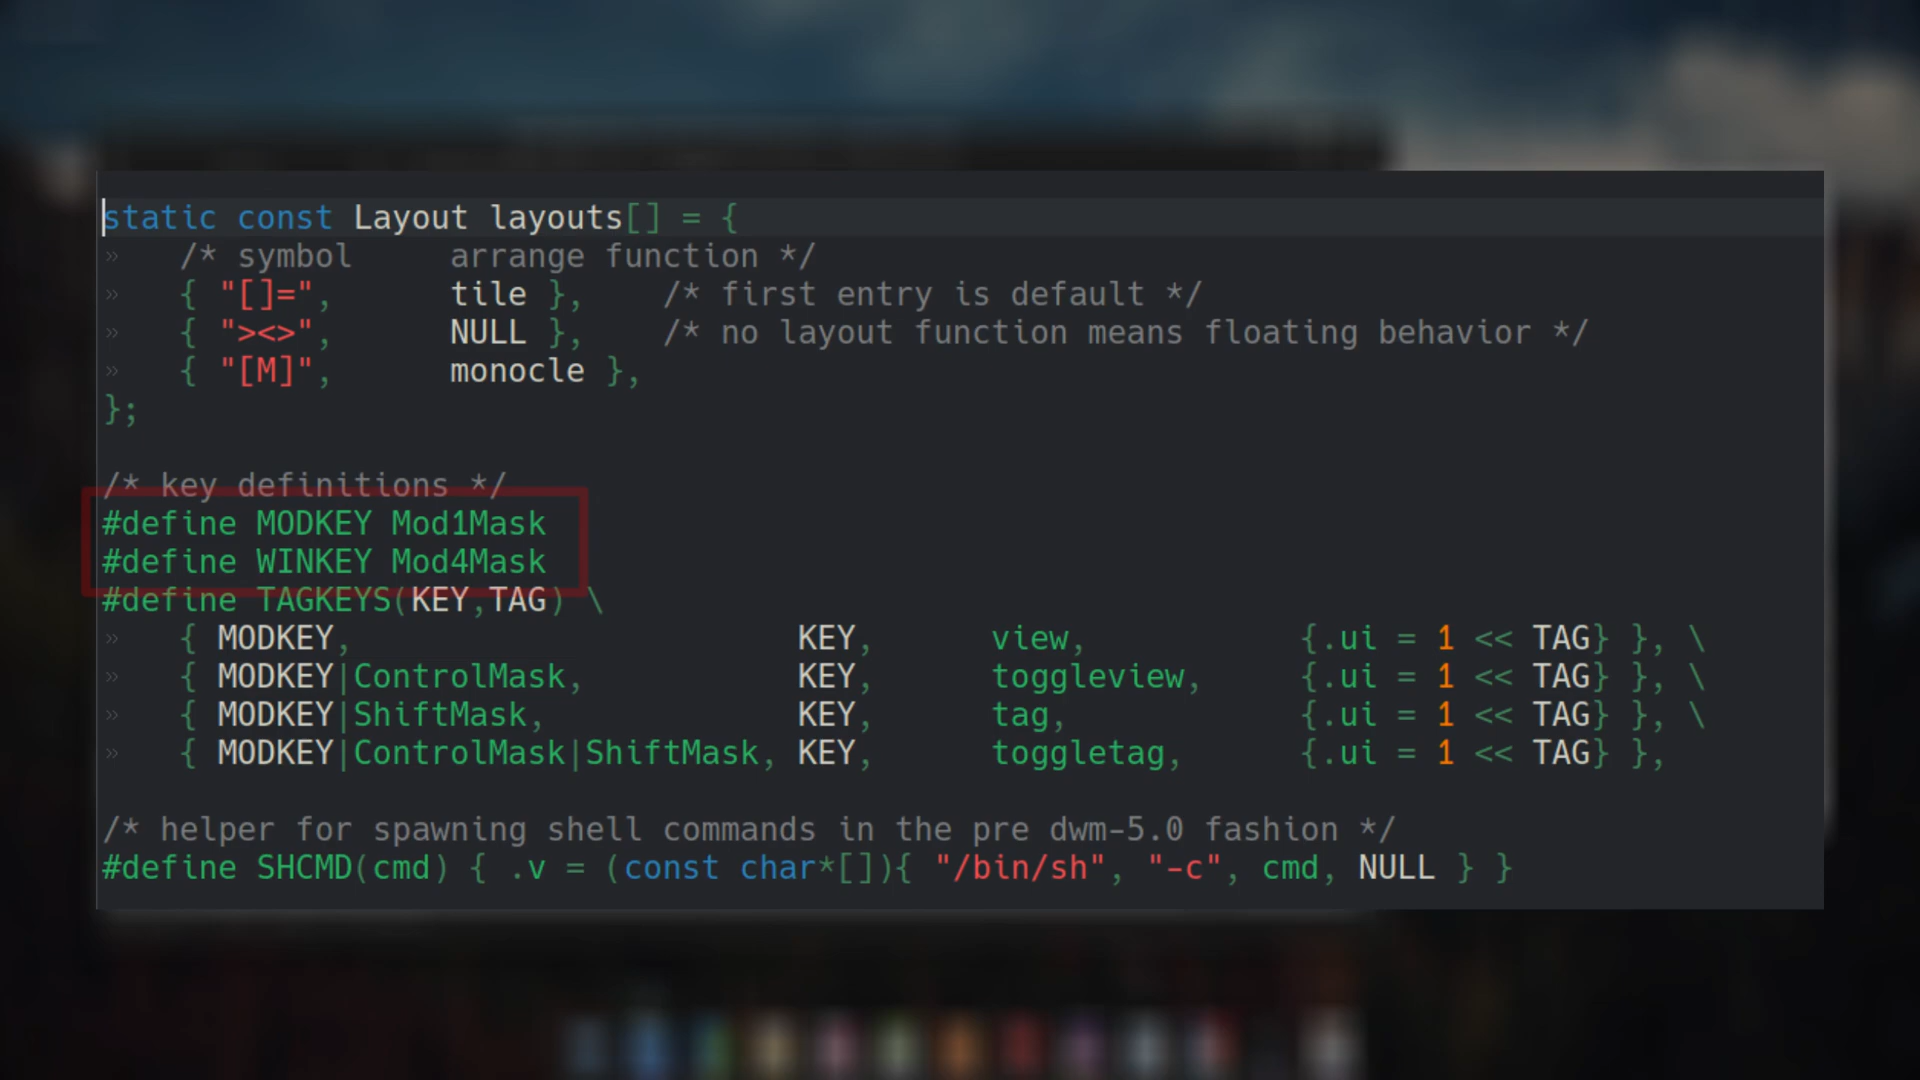 static const Layout layouts[] = {
»   /* symbol     arrange function */
»   { "[]=",      tile },    /* first entry is default */
»   { "><>",      NULL },    /* no layout function means floating behavior */
»   { "[M]",      monocle },
};
/* key definitions */
#define MODKEY Mod1Mask
#define WINKEY Mod4Mask
#define TAGKEYS(KEY,TAG) \
»   { MODKEY,                       KEY,      view,           {.ui = 1 << TAG} }, \
»   { MODKEY|ControlMask,           KEY,      toggleview,     {.ui = 1 << TAG} }, \
»   { MODKEY|ShiftMask,             KEY,      tag,            {.ui = 1 << TAG} }, \
»   { MODKEY|ControlMask|ShiftMask, KEY,      toggletag,      {.ui = 1 << TAG} },
/* helper for spawning shell commands in the pre dwm-5.0 fashion */
#define SHCMD(cmd) { .v = (const char*[]){ "/bin/sh", "-c", cmd, NULL } }